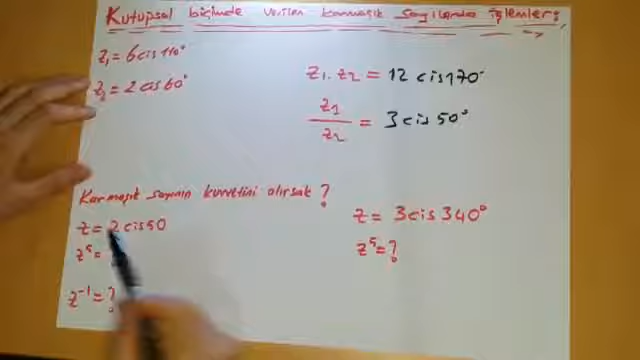 Kutupsal biçimde verilen karmaşık sayılarda işlemler:
z₁ = 6 cis 110°
z₂ = 2 cis 60°
z₁ . z₂ = 12 cis 170°
z₁/z₂ = 3 cis 50°
Karmaşık sayının kuvvetini alırsak ?
z = 2 cis 50
z⁵ =
z⁻¹ = ?
z = 3 cis 340°
z⁵ = ?